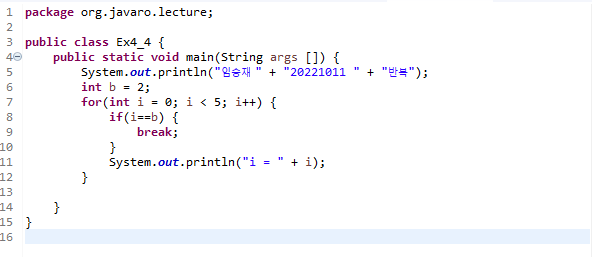 1 package org.javaro.lecture;
2
3 public class Ex4_4 {
4 public static void main(String args []) {
5 System.out.println("임승재 " + "20221011 " + "반복");
6 int b = 2;
7 for(int i = 0; i < 5; i++) {
8 if(i==b) {
9 break;
10 }
11 System.out.println("i = " + i);
12 }
13
14 }
15 }
16